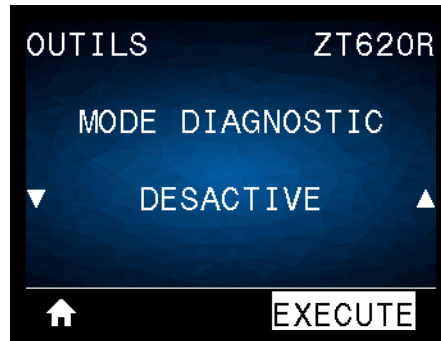 OUTILS ZT620R
MODE DIAGNOSTIC
▼ DESACTIVE ▲
EXECUTE